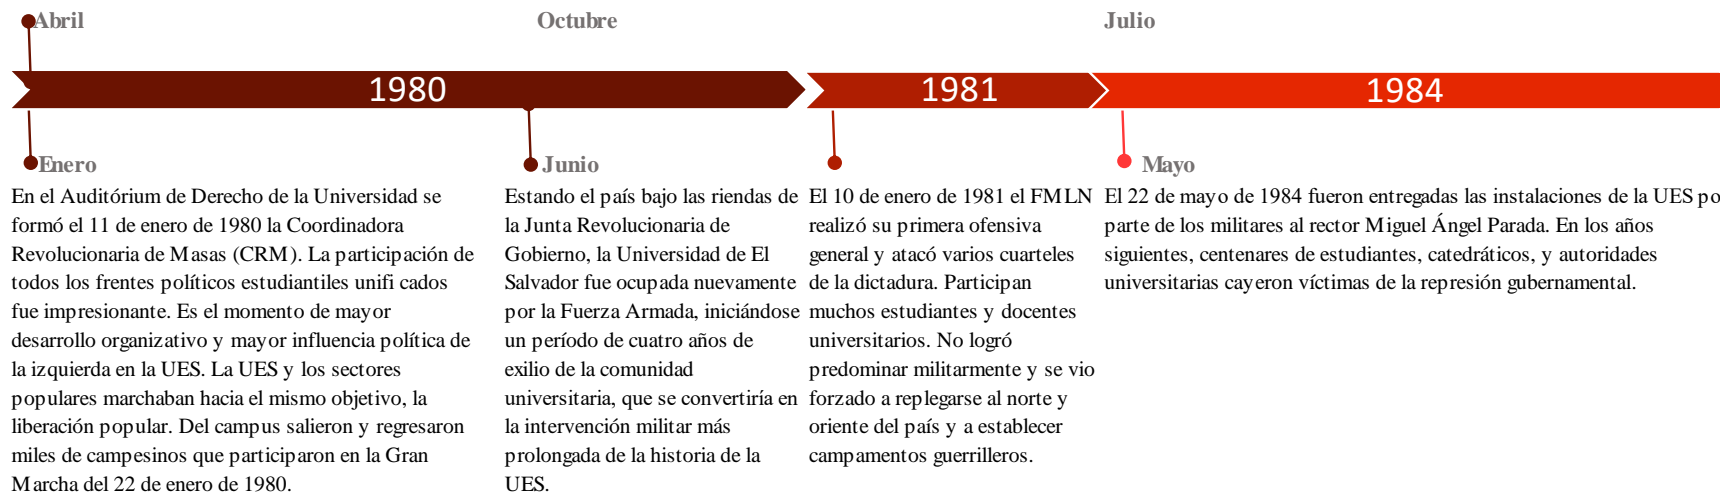 Abril
Octubre
Julio
1980
1981
1984
Enero
En el Auditórium de Derecho de la Universidad se
formó el 11 de enero de 1980 la Coordinadora
Revolucionaria de Masas (CRM). La participación de
todos los frentes políticos estudiantiles unifi cados
fue impresionante. Es el momento de mayor
desarrollo organizativo y mayor influencia política de
la izquierda en la UES. La UES y los sectores
populares marchaban hacia el mismo objetivo, la
liberación popular. Del campus salieron y regresaron
miles de campesinos que participaron en la Gran
Marcha del 22 de enero de 1980.
Junio
Estando el país bajo las riendas de
la Junta Revolucionaria de
Gobierno, la Universidad de El
Salvador fue ocupada nuevamente
por la Fuerza Armada, iniciándose
un período de cuatro años de
exilio de la comunidad
universitaria, que se convertiría en
la intervención militar más
prolongada de la historia de la
UES.
El 10 de enero de 1981 el FMLN
realizó su primera ofensiva
general y atacó varios cuarteles
de la dictadura. Participan
muchos estudiantes y docentes
universitarios. No logró
predominar militarmente y se vio
forzado a replegarse al norte y
oriente del país y a establecer
campamentos guerrilleros.
Mayo
El 22 de mayo de 1984 fueron entregadas las instalaciones de la UES po
parte de los militares al rector Miguel Ángel Parada. En los años
siguientes, centenares de estudiantes, catedráticos, y autoridades
universitarias cayeron víctimas de la represión gubernamental.